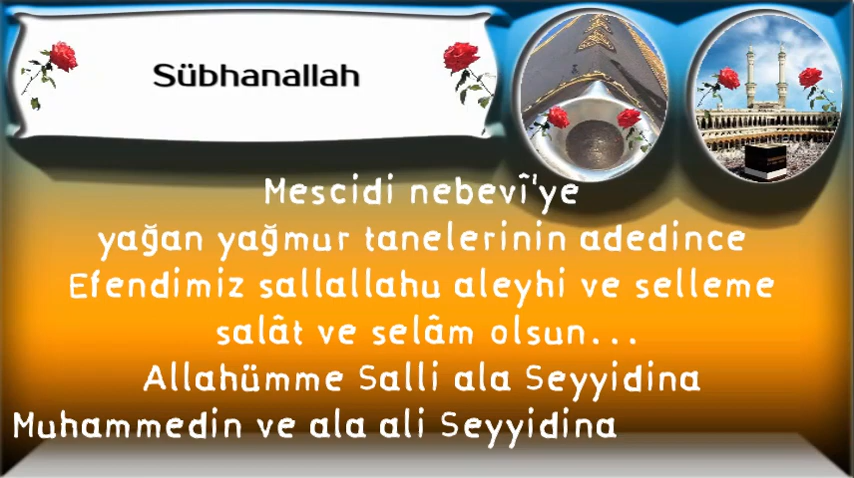 Sübhanallah
Mescidi nebevî'ye
yağan yağmur tanelerinin adedince
Efendimiz sallallahu aleyhi ve selleme
salât ve selâm olsun...
Allahümme Salli ala Seyyidina
Muhammedin ve ala ali Seyyidina